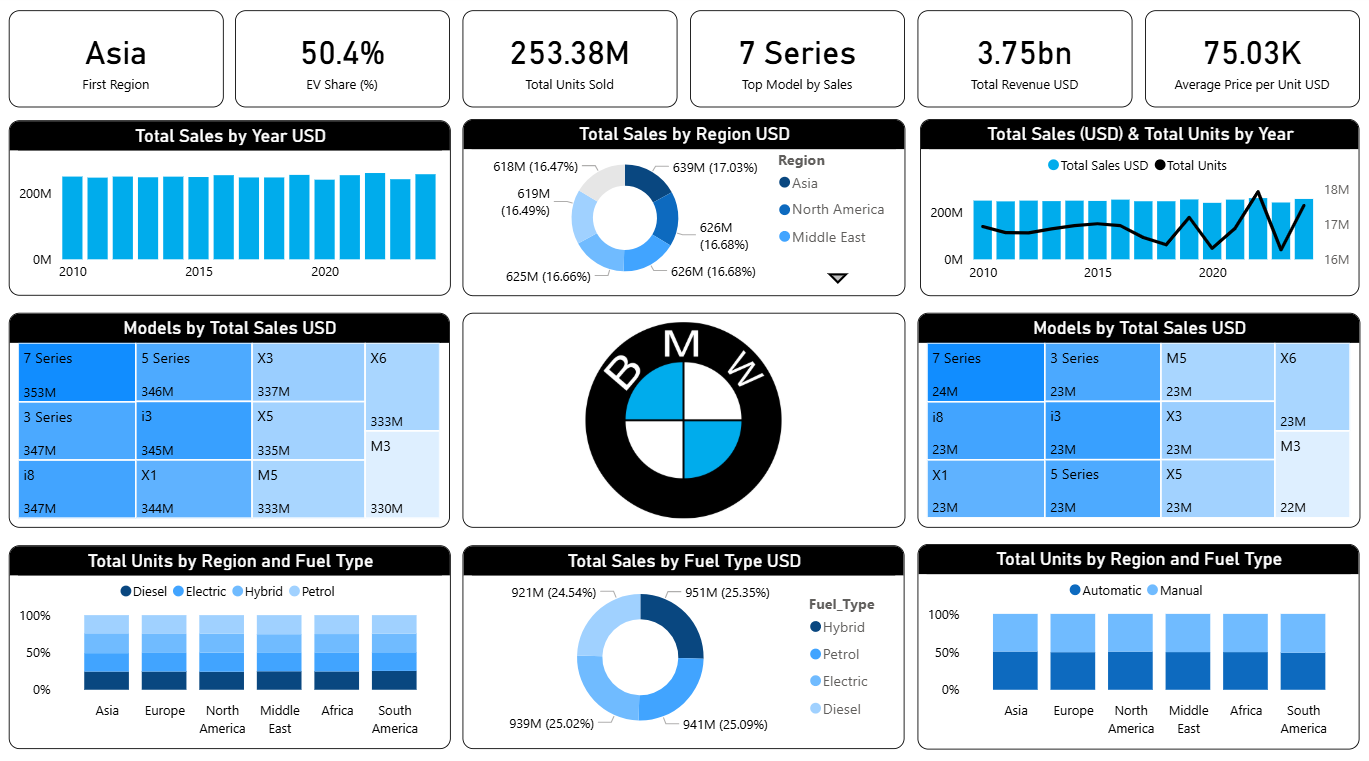 Asia
First Region
50.4%
EV Share (%)
253.38M
Total Units Sold
7 Series
Top Model by Sales
3.75bn
Total Revenue USD
75.03K
Average Price per Unit USD
Total Sales by Year USD
200M
0M
2010
2015
2020
Total Sales by Region USD
618M (16.47%)
639M (17.03%)
619M
(16.49%)
626M
(16.68%)
625M (16.66%)
626M (16.68%)
Region
Asia
North America
Middle East
Total Sales (USD) & Total Units by Year
Total Sales USD
Total Units
200M
0M
18M
17M
16M
2010
2015
2020
Models by Total Sales USD
7 Series
353M
3 Series
347M
i8
347M
5 Series
346M
i3
345M
X1
344M
X3
337M
X5
335M
M5
333M
X6
333M
M3
330M
BMW
Models by Total Sales USD
7 Series
24M
i8
23M
X1
23M
3 Series
23M
i3
23M
5 Series
23M
M5
23M
X3
23M
X5
23M
X6
23M
M3
22M
Total Units by Region and Fuel Type
Diesel Electric Hybrid Petrol
100%
50%
0%
Asia
Europe
North
America
Middle
East
Africa
South
America
Total Sales by Fuel Type USD
921M (24.54%)
951M (25.35%)
939M (25.02%)
941M (25.09%)
Fuel_Type
Hybrid
Petrol
Electric
Diesel
Total Units by Region and Fuel Type
Automatic Manual
100%
50%
0%
Asia
Europe
North
America
Middle
East
Africa
South
America